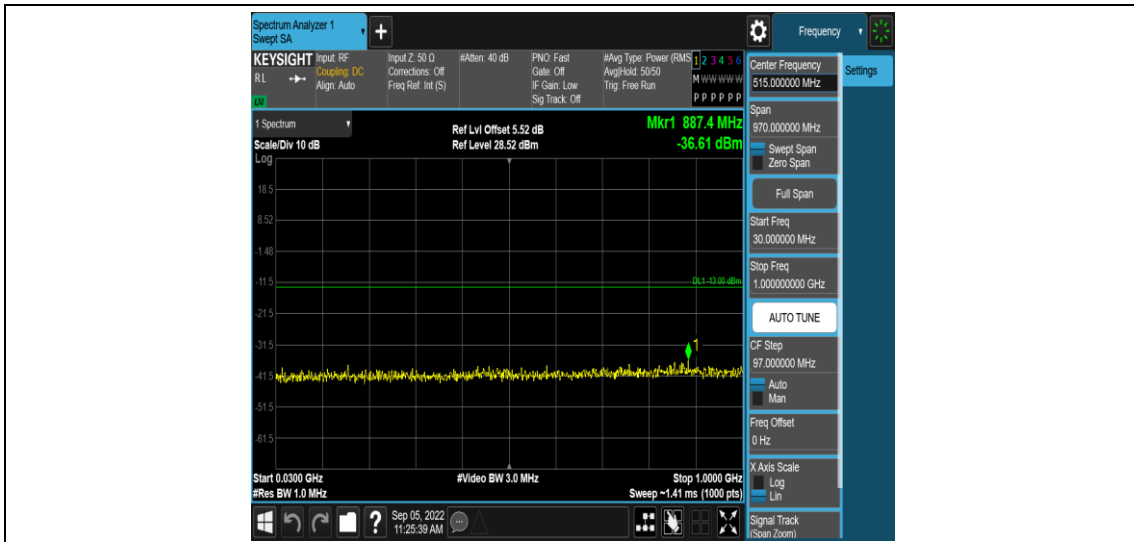 Spectrum Analyzer 1
Swept SA
+
Frequency
KEYSIGHT
RL
LXI
Input: RF
Coupling: DC
Align: Auto
Input Z: 50 Ω
Corrections: Off
Freq Ref: Int (S)
#Atten: 40 dB
PNO: Fast
Gate: Off
IF Gain: Low
Sig Track: Off
#Avg Type: Power (RMS
Avg|Hold: 50/50
Trig: Free Run
1 2 3 4 5 6
M W W W W W
P P P P P P
1 Spectrum
Scale/Div 10 dB
Log
Ref Lvl Offset 5.52 dB
Ref Level 28.52 dBm
Mkr1 887.4 MHz
-36.61 dBm
18.5
8.52
-1.48
-11.5
DL1 -13.00 dBm
-21.5
-31.5
1
-41.5
-51.5
-61.5
Start 0.0300 GHz
#Res BW 1.0 MHz
#Video BW 3.0 MHz
Stop 1.0000 GHz
Sweep ~1.41 ms (1000 pts)
Center Frequency
515.000000 MHz
Settings
Span
970.000000 MHz
Swept Span
Zero Span
Full Span
Start Freq
30.000000 MHz
Stop Freq
1.000000000 GHz
AUTO TUNE
CF Step
97.000000 MHz
Auto
Man
Freq Offset
0 Hz
X Axis Scale
Log
Lin
Signal Track
(Span Zoom)
?
Sep 05, 2022
11:25:39 AM